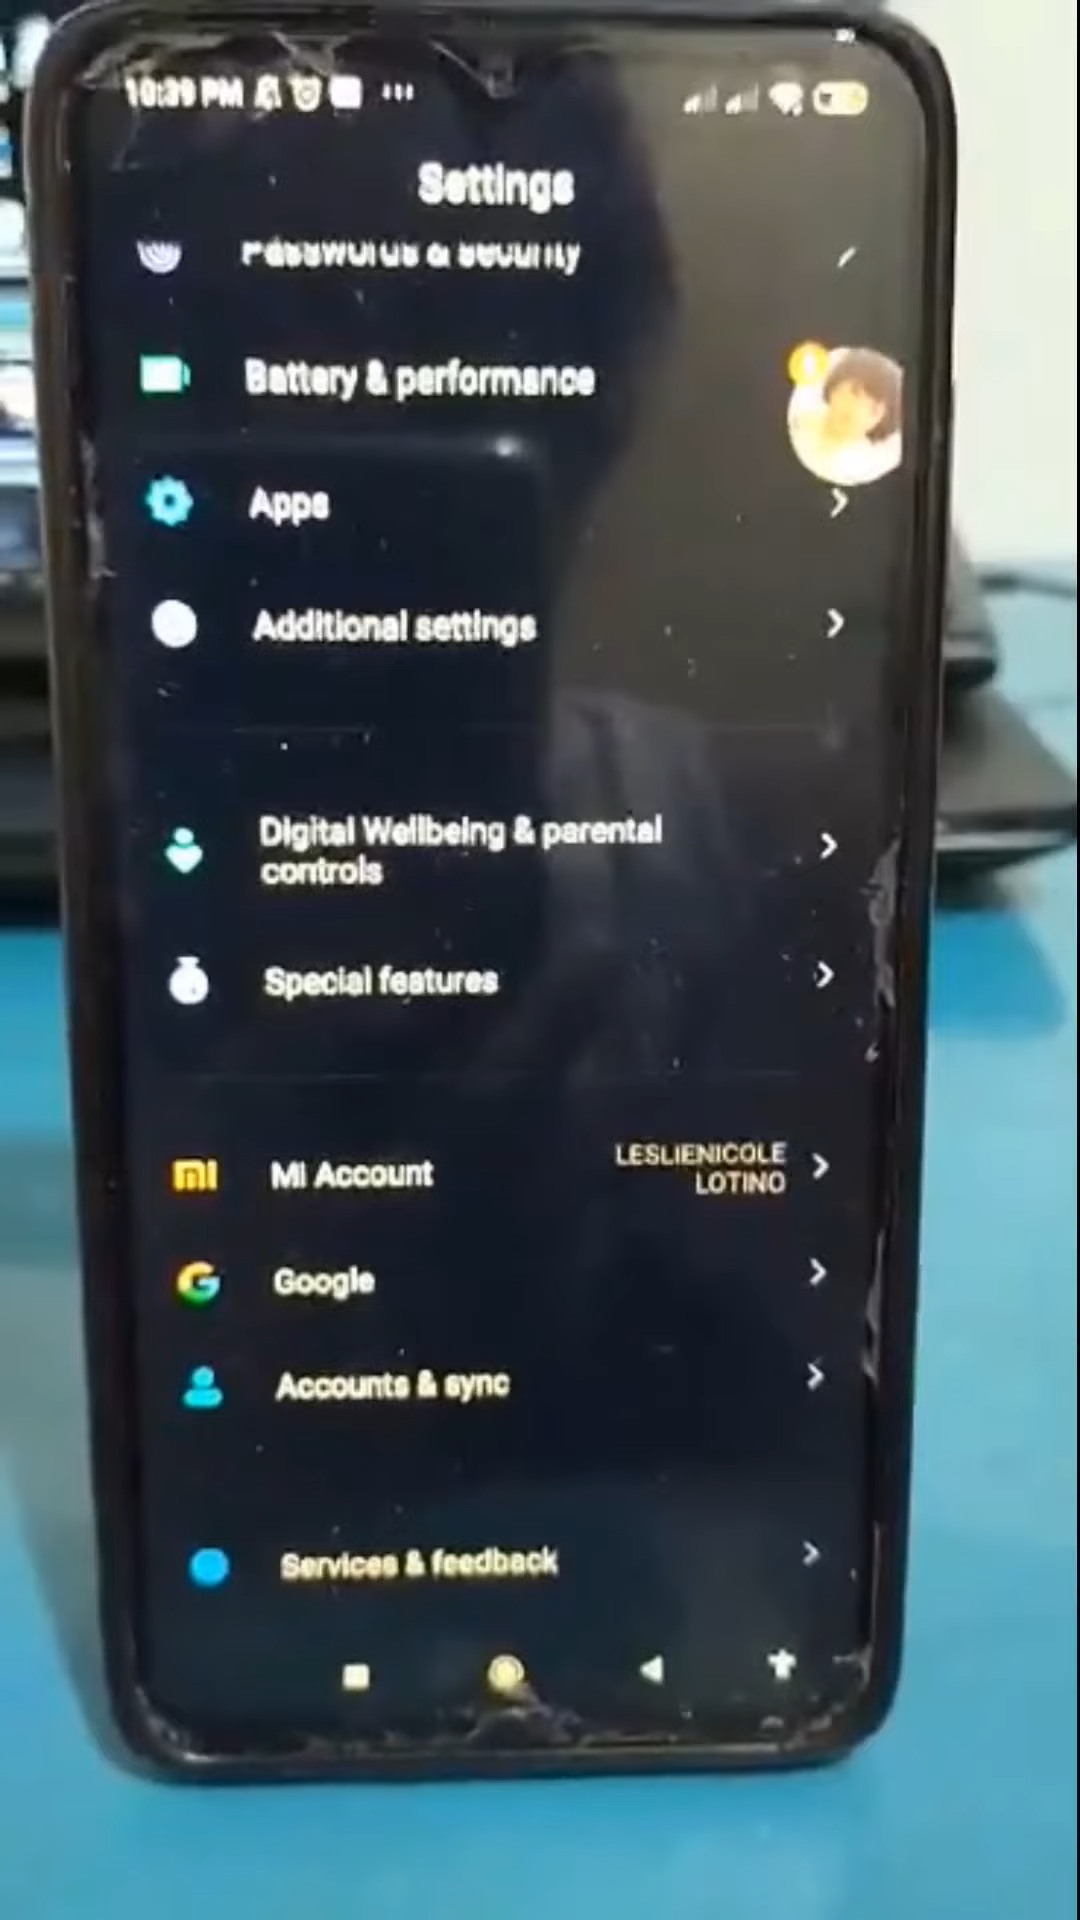 10:39 PM
Settings
Passwords & security
Battery & performance
Apps
Additional settings
Digital Wellbeing & parental
controls
Special features
MI
Mi Account
LESLIENICOLE
LOTINO
G
Google
Accounts & sync
Services & feedback